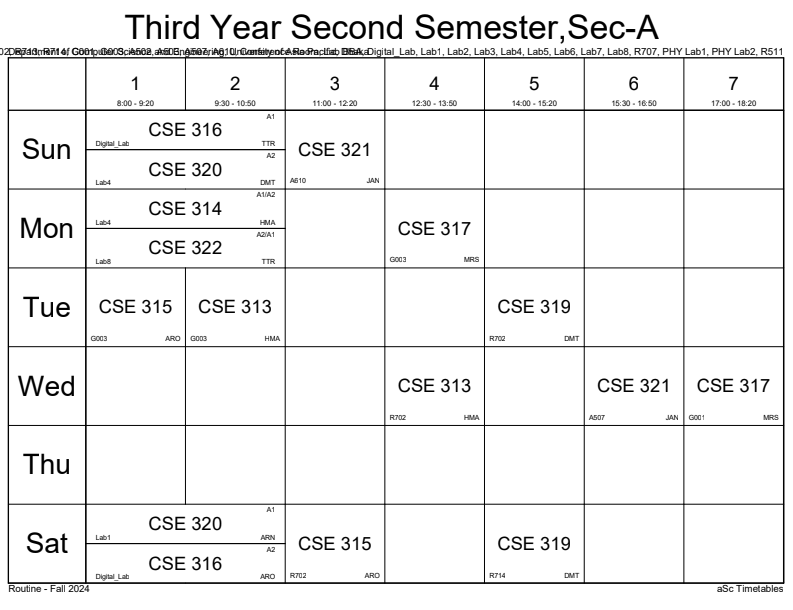 Third Year Second Semester,Sec-A
Digital_Lab, Lab1, Lab2, Lab3, Lab4, Lab5, Lab6, Lab7, Lab8, R707, PHY Lab1, PHY Lab2, R511
1 2 3 4 5 6 7
8:00 - 9:20 9:30 - 10:50 11:00 - 12:20 12:30 - 13:50 14:00 - 15:20 15:30 - 16:50 17:00 - 18:20
Sun
A1
CSE 316
Digital_Lab TTR
A2
CSE 320
Lab4 DMT
CSE 321
A610 JAN
Mon
A1/A2
CSE 314
Lab4 HMA
A2/A1
CSE 322
Lab8 TTR
CSE 317
G003 MRS
Tue
CSE 315
G003 ARO
CSE 313
G003 HMA
CSE 319
R702 DMT
Wed
CSE 313
R702 HMA
CSE 321
A507 JAN
CSE 317
G001 MRS
Thu
Sat
A1
CSE 320
Lab1 ARN
A2
CSE 316
Digital_Lab ARO
CSE 315
R702 ARO
CSE 319
R714 DMT
Routine - Fall 2024 aSc Timetables